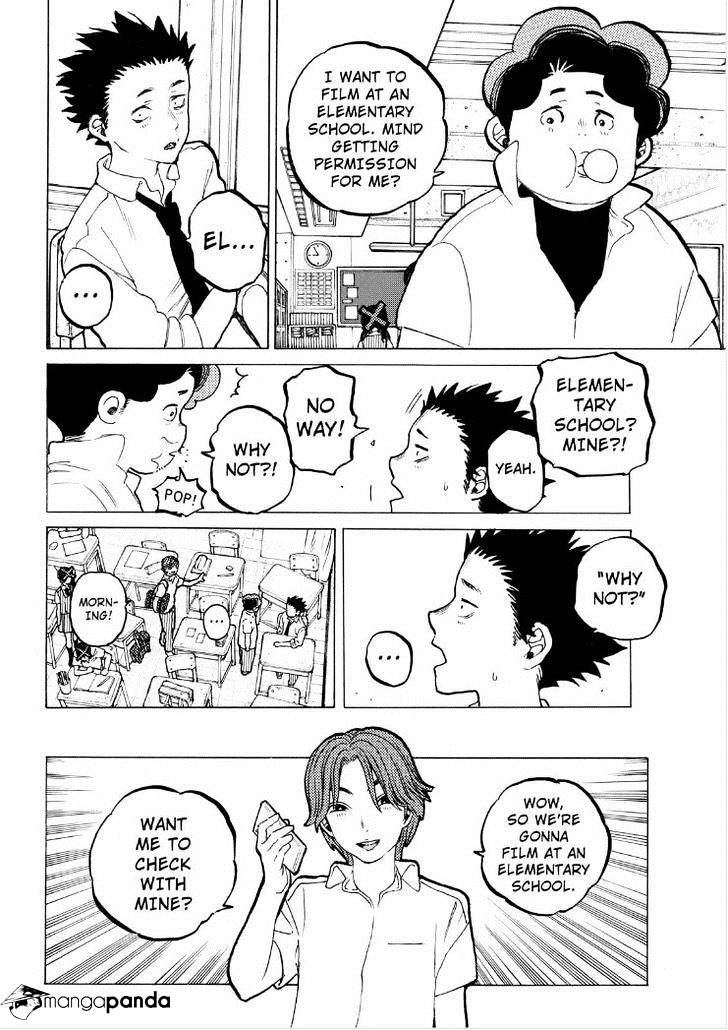 I WANT TO
FILM AT AN
ELEMENTARY
SCHOOL. MIND
GETTING
PERMISSION
FOR ME?
EL...
...
ELEMEN-
TARY
SCHOOL?
MINE?!
YEAH.
NO
WAY!
WHY
NOT?!
POP!
"WHY
NOT?"
...
MORN-
ING!
...
WOW,
SO WE'RE
GONNA
FILM AT AN
ELEMENTARY
SCHOOL.
WANT
ME TO
CHECK
WITH
MINE?
mangapanda